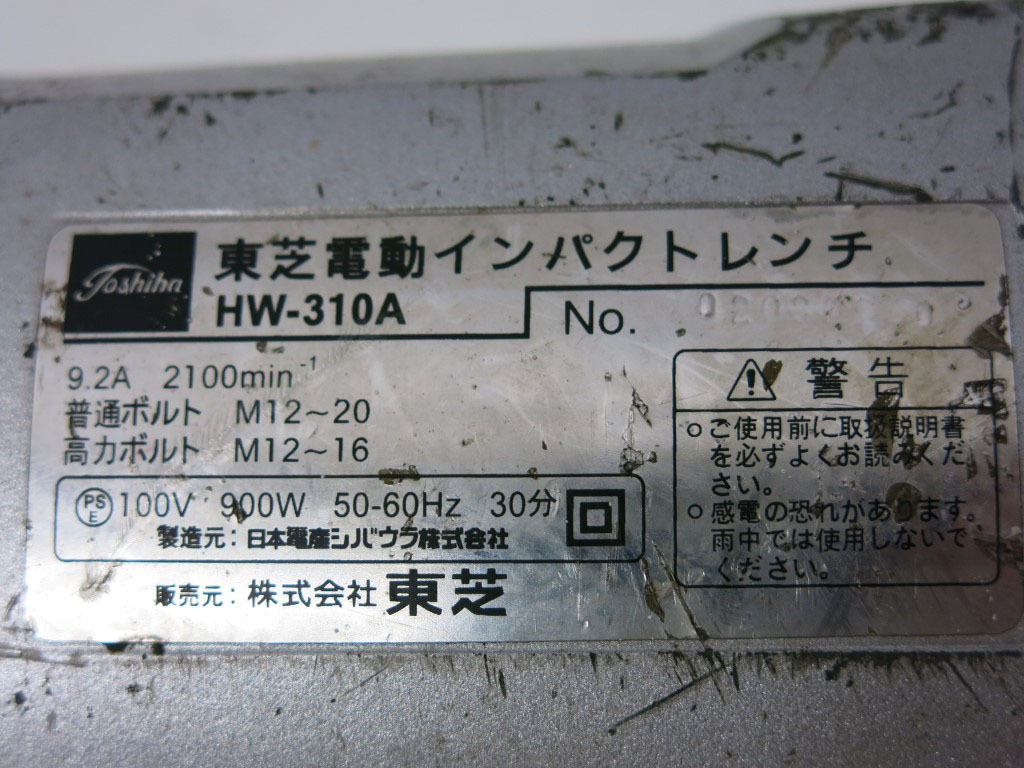 Toshiba
東芝電動インパクトレンチ
HW-310A
No.
9.2A 2100min⁻¹
普通ボルト M12～20
高力ボルト M12～16
PS
E
100V 900W 50-60Hz 30分
製造元：日本電産シバウラ株式会社
販売元：株式会社 東芝
警告
○ご使用前に取扱説明書
を必ずよくお読みくだ
さい。
○感電の恐れがあります。
雨中では使用しないで
ください。